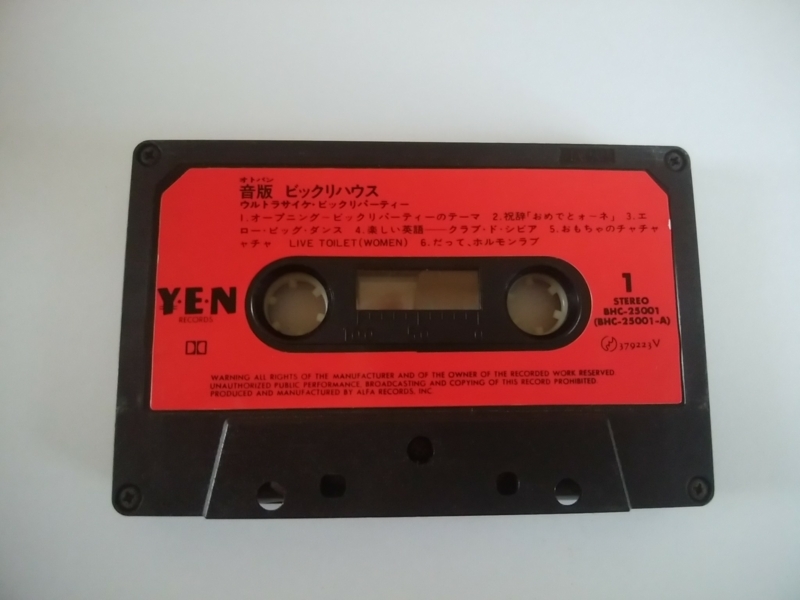 オトバン
音版 ビックリハウス
ウルトラサイケ・ビックリパーティー
1.オープニング―ビックリパーティーのテーマ 2.祝辞「おめでとォーネ」 3.エ
ロー・ビッグ・ダンス 4.楽しい英語――クラブ・ド・シビア 5.おもちゃのチャチャ
ャチャ LIVE TOILET(WOMEN) 6.だって、ホルモンラブ
Y・E・N
RECORDS
1
STEREO
BHC-25001
(BHC-25001-A)
379223V
WARNING. ALL RIGHTS OF THE MANUFACTURER AND OF THE OWNER OF THE RECORDED WORK RESERVED
UNAUTHORIZED PUBLIC PERFORMANCE, BROADCASTING AND COPYING OF THIS RECORD PROHIBITED
PRODUCED AND MANUFACTURED BY ALFA RECORDS, INC.
100 50 0